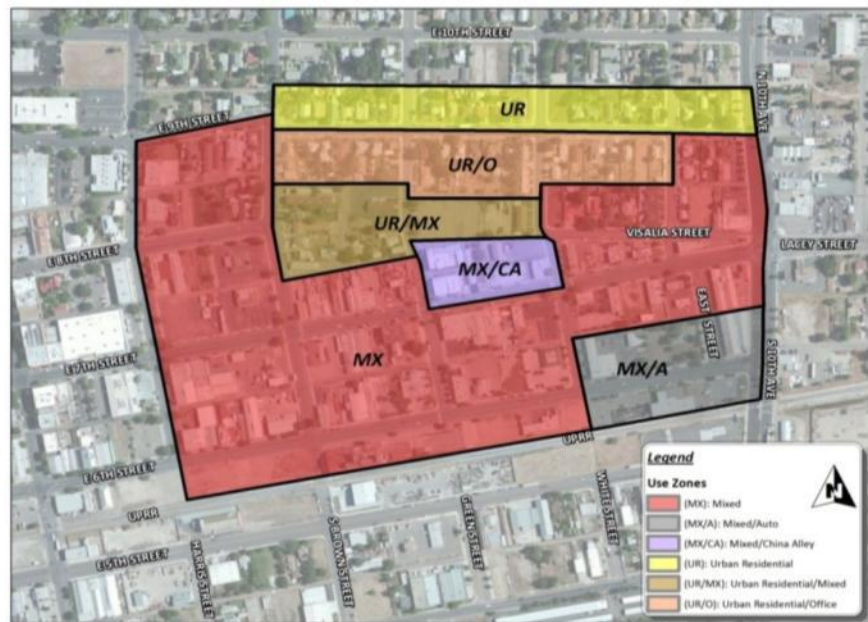 E 10TH STREET
N 10TH AVE
UR
E 9TH STREET
UR/O
UR/MX
VISALIA STREET
LACEY STREET
E 8TH STREET
MX/CA
EAST STREET
MX
MX/A
E 7TH STREET
S 10TH AVE
UPRR
E 6TH STREET
UPRR
WHITE STREET
GREEN STREET
S BROWN STREET
HARRIS STREET
E 5TH STREET
Legend
Use Zones
N
(MX): Mixed
(MX/A): Mixed/Auto
(MX/CA): Mixed/China Alley
(UR): Urban Residential
(UR/MX): Urban Residential/Mixed
(UR/O): Urban Residential/Office